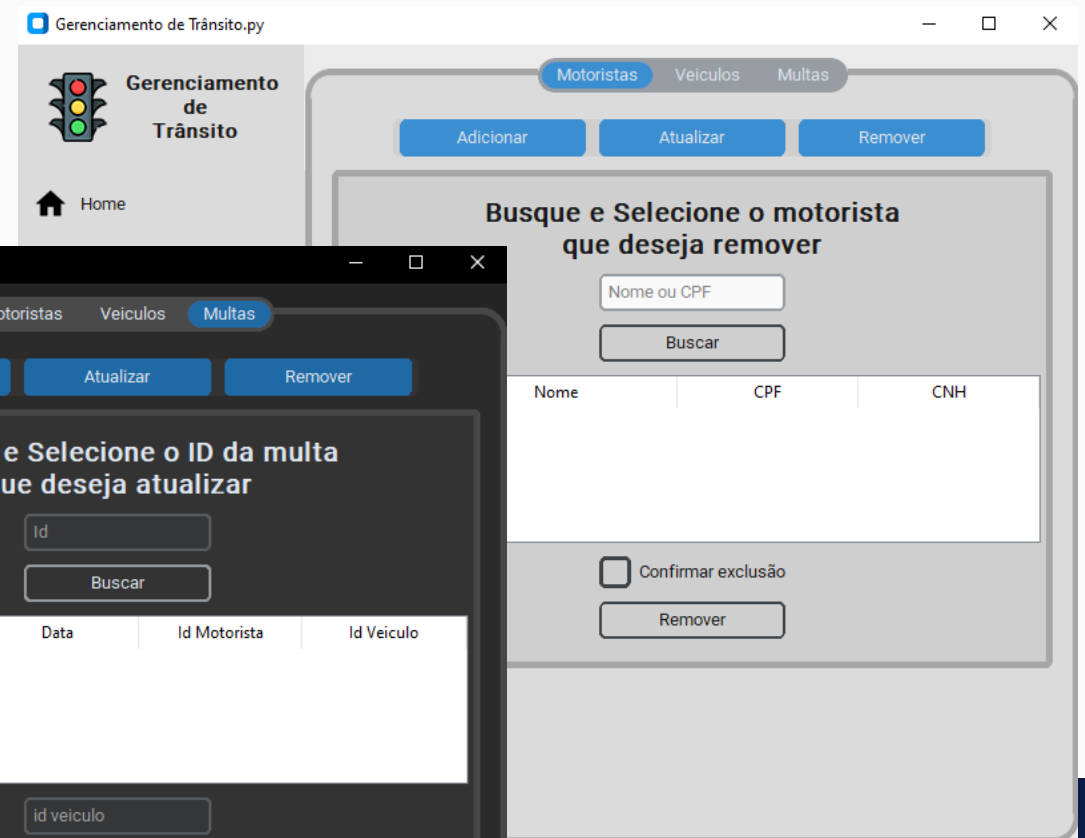 Gerenciamento de Trânsito.py
Gerenciamento
de
Trânsito
Home
Motoristas Veiculos Multas
Adicionar Atualizar Remover
Busque e Selecione o motorista
que deseja remover
Nome ou CPF
Buscar
Nome CPF CNH
Confirmar exclusão
Remover
otoristas Veiculos Multas
Atualizar Remover
e Selecione o ID da multa
ue deseja atualizar
Id
Buscar
Data Id Motorista Id Veiculo
id veiculo